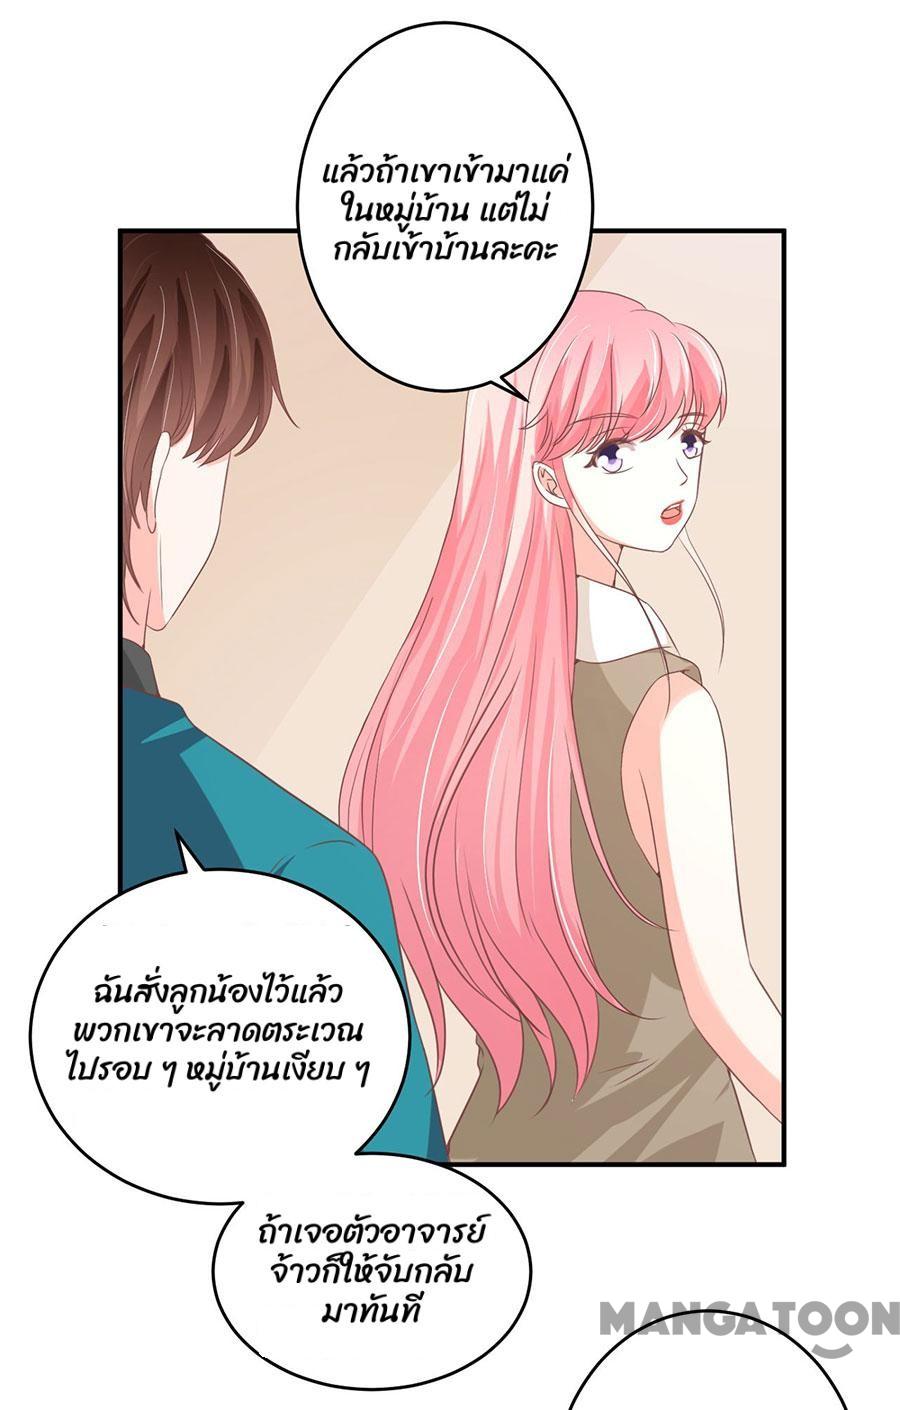 แล้วถ้าเขาเข้ามาแค่
ในหมู่บ้าน แต่ไม่
กลับเข้าบ้านละคะ
ฉันสั่งลูกน้องไว้แล้ว
พวกเขาจะลาดตระเวณ
ไปรอบ ๆ หมู่บ้านเงียบ ๆ
ถ้าเจอตัวอาจารย์
จ้าวก็ให้จับกลับ
มาทันที
MANGATOON